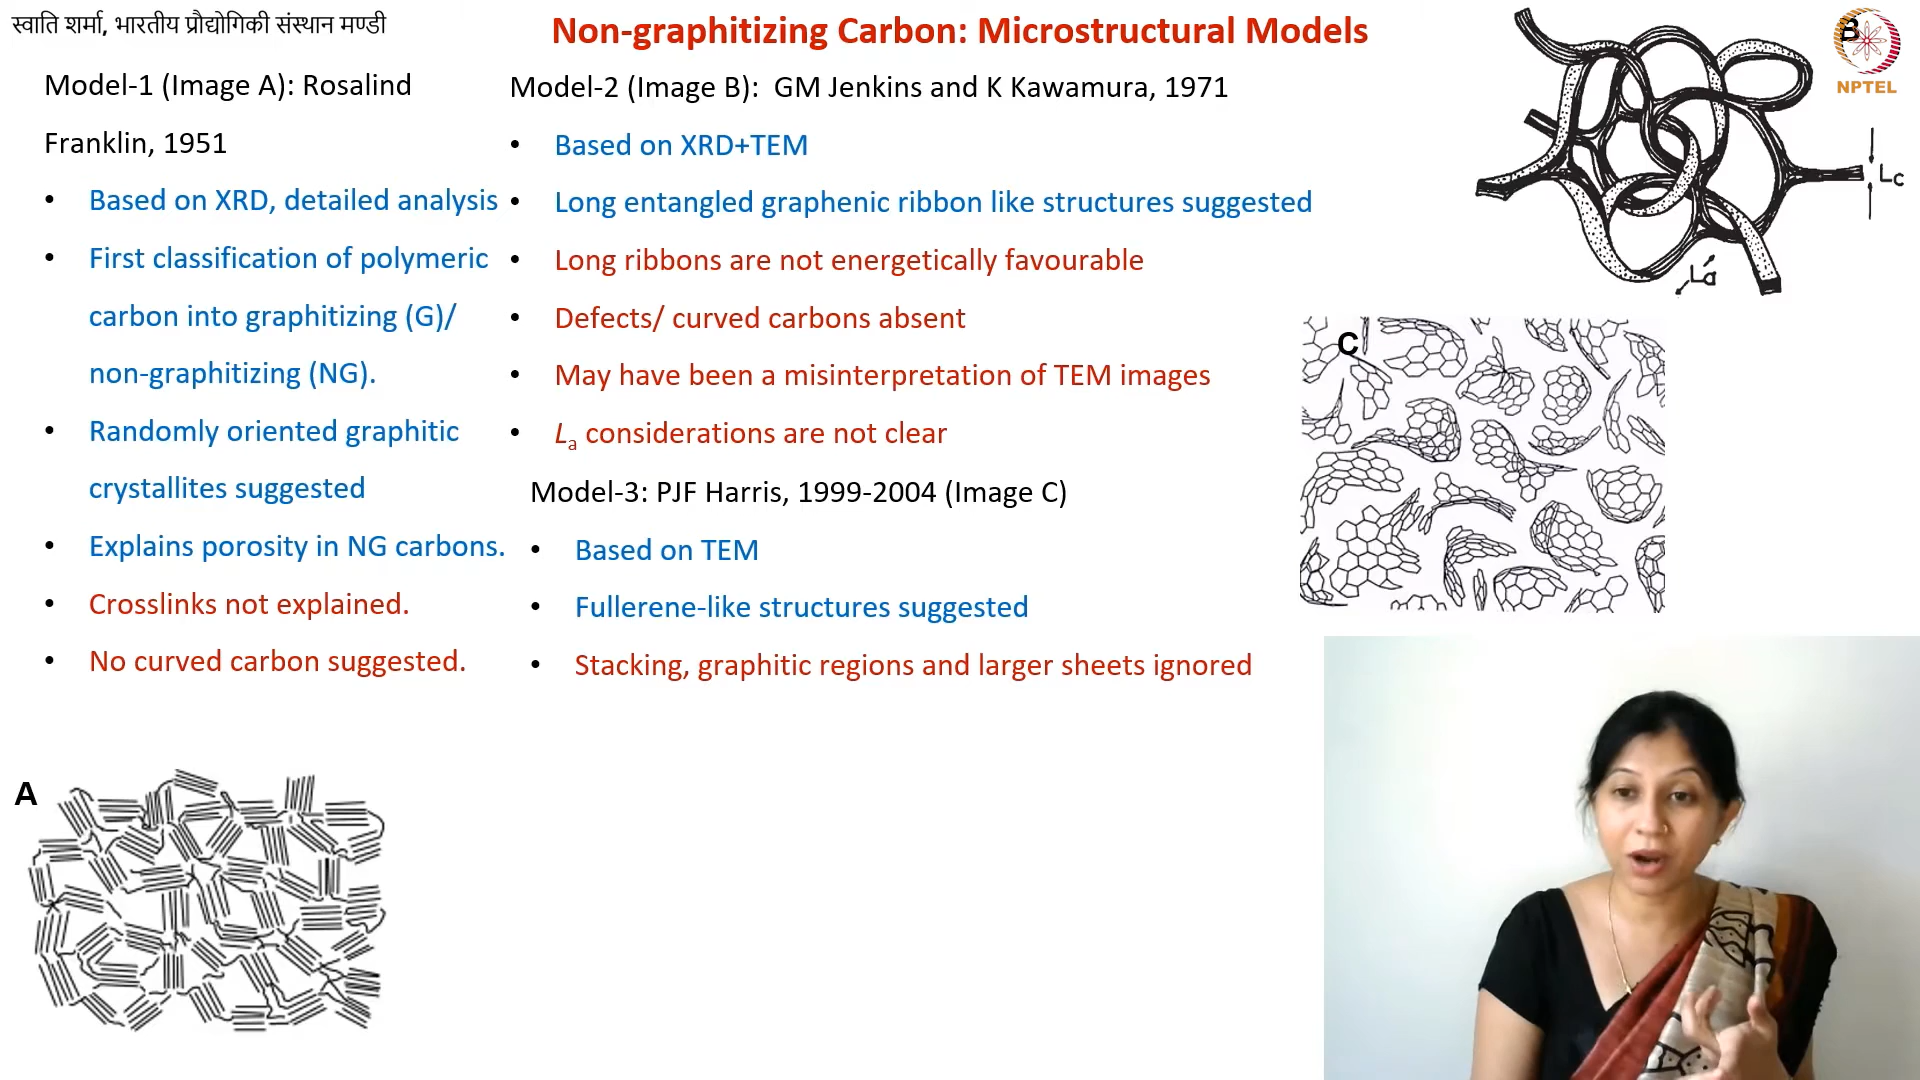 स्वाति शर्मा, भारतीय प्रौद्योगिकी संस्थान मण्डी
Non-graphitizing Carbon: Microstructural Models
Model-1 (Image A): Rosalind
Franklin, 1951
• Based on XRD, detailed analysis
• First classification of polymeric
carbon into graphitizing (G)/
non-graphitizing (NG).
• Randomly oriented graphitic
crystallites suggested
• Explains porosity in NG carbons.
• Crosslinks not explained.
• No curved carbon suggested.
A
Model-2 (Image B): GM Jenkins and K Kawamura, 1971
• Based on XRD+TEM
• Long entangled graphenic ribbon like structures suggested
• Long ribbons are not energetically favourable
• Defects/ curved carbons absent
• May have been a misinterpretation of TEM images
• La considerations are not clear
Model-3: PJF Harris, 1999-2004 (Image C)
• Based on TEM
• Fullerene-like structures suggested
• Stacking, graphitic regions and larger sheets ignored
B
NPTEL
Lc
La
C